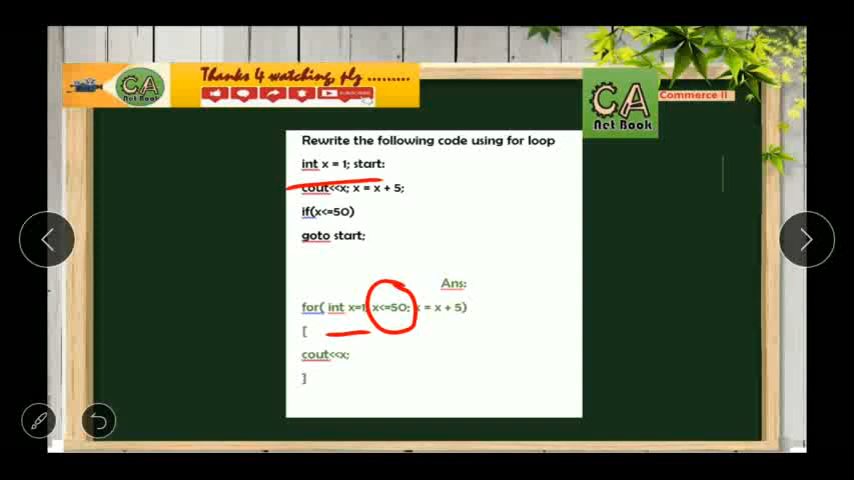 Thanks 4 watching, plz .........
CA
Net Book
SUBSCRIBE
CA
Net Book
Commerce II
Rewrite the following code using for loop
int x = 1; start:
cout<<x; x = x + 5;
if(x<=50)
goto start;
Ans:
for( int x=1; x<=50; x = x + 5)
[
cout<<x;
]